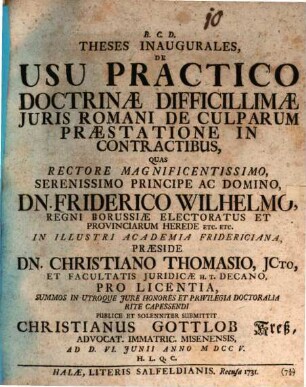 jo
B. C. D.
THESES INAUGURALES,
DE
USU PRACTICO
DOCTRINÆ DIFFICILLIMÆ
JURIS ROMANI DE CULPARUM
PRÆSTATIONE IN
CONTRACTIBUS,
QUAS
RECTORE MAGNIFICENTISSIMO,
SERENISSIMO PRINCIPE AC DOMINO,
DN. FRIDERICO WILHELMO,
REGNI BORUSSIÆ ELECTORATUS ET
PROVINCIARUM HEREDE ETC. ETC.
IN ILLUSTRI ACADEMIA FRIDERICIANA,
PRÆSIDE
DN. CHRISTIANO THOMASIO, JCTO,
ET FACULTATIS JURIDICÆ H. T. DECANO,
PRO LICENTIA,
SUMMOS IN UTROQUE JURE HONORES ET PRIVILEGIA DOCTORALIA
RITE CAPESSENDI
PUBLICE ET SOLENNITER SUBMITTIT
CHRISTIANUS GOTTLOB Kreß,
ADVOCAT. IMMATRIC. MISENENSIS,
AD D. VI. JUNII ANNO MDCCV.
H. L. Q. C.
HALÆ, LITERIS SALFELDIANIS. Recusa 1731.